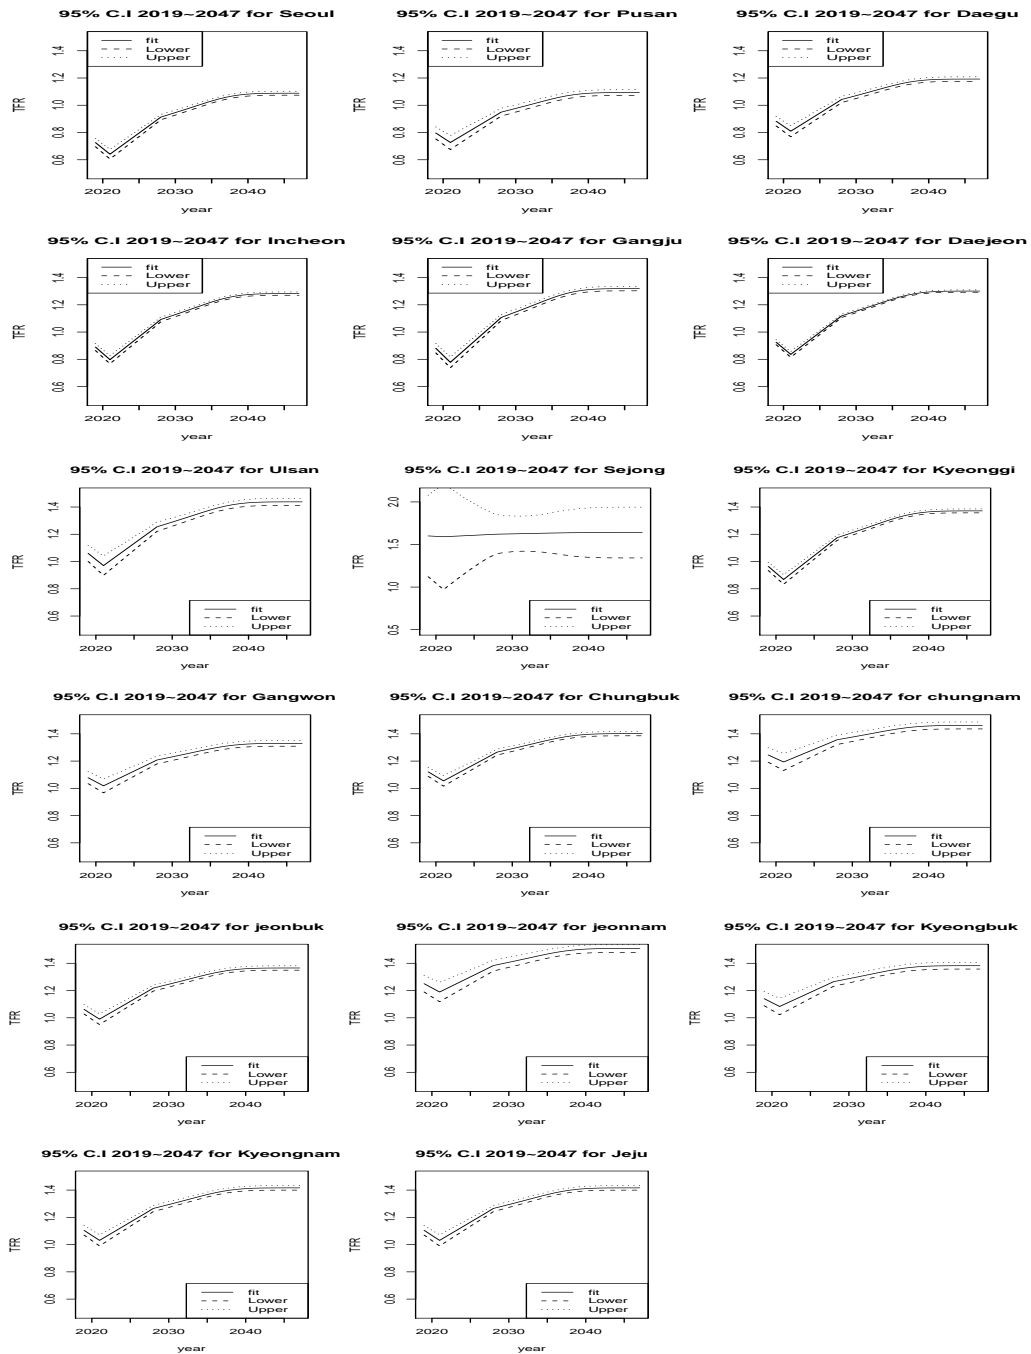 95% C.I 2019~2047 for Seoul
TFR
0.6 0.8 1.0 1.2 1.4
fit
Lower
Upper
2020 2030 2040
year
95% C.I 2019~2047 for Pusan
TFR
0.6 0.8 1.0 1.2 1.4
fit
Lower
Upper
2020 2030 2040
year
95% C.I 2019~2047 for Daegu
TFR
0.6 0.8 1.0 1.2 1.4
fit
Lower
Upper
2020 2030 2040
year
95% C.I 2019~2047 for Incheon
TFR
0.6 0.8 1.0 1.2 1.4
fit
Lower
Upper
2020 2030 2040
year
95% C.I 2019~2047 for Gangju
TFR
0.6 0.8 1.0 1.2 1.4
fit
Lower
Upper
2020 2030 2040
year
95% C.I 2019~2047 for Daejeon
TFR
0.6 0.8 1.0 1.2 1.4
fit
Lower
Upper
2020 2030 2040
year
95% C.I 2019~2047 for Ulsan
TFR
0.6 0.8 1.0 1.2 1.4
fit
Lower
Upper
2020 2030 2040
year
95% C.I 2019~2047 for Sejong
TFR
0.5 1.0 1.5 2.0
fit
Lower
Upper
2020 2030 2040
year
95% C.I 2019~2047 for Kyeonggi
TFR
0.6 0.8 1.0 1.2 1.4
fit
Lower
Upper
2020 2030 2040
year
95% C.I 2019~2047 for Gangwon
TFR
0.6 0.8 1.0 1.2 1.4
fit
Lower
Upper
2020 2030 2040
year
95% C.I 2019~2047 for Chungbuk
TFR
0.6 0.8 1.0 1.2 1.4
fit
Lower
Upper
2020 2030 2040
year
95% C.I 2019~2047 for chungnam
TFR
0.6 0.8 1.0 1.2 1.4
fit
Lower
Upper
2020 2030 2040
year
95% C.I 2019~2047 for jeonbuk
TFR
0.6 0.8 1.0 1.2 1.4
fit
Lower
Upper
2020 2030 2040
year
95% C.I 2019~2047 for jeonnam
TFR
0.6 0.8 1.0 1.2 1.4
fit
Lower
Upper
2020 2030 2040
year
95% C.I 2019~2047 for Kyeongbuk
TFR
0.6 0.8 1.0 1.2 1.4
fit
Lower
Upper
2020 2030 2040
year
95% C.I 2019~2047 for Kyeongnam
TFR
0.6 0.8 1.0 1.2 1.4
fit
Lower
Upper
2020 2030 2040
year
95% C.I 2019~2047 for Jeju
TFR
0.6 0.8 1.0 1.2 1.4
fit
Lower
Upper
2020 2030 2040
year